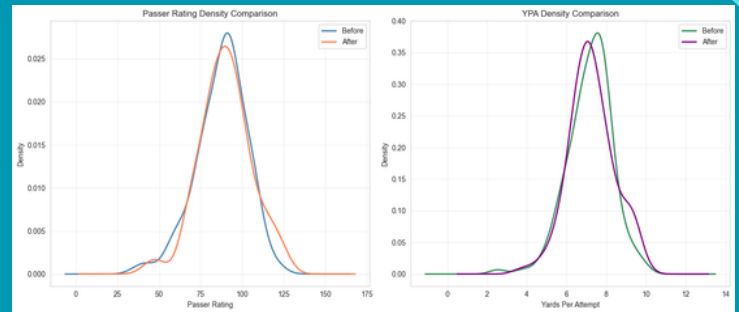 Passer Rating Density Comparison
Before
After
0.025
0.020
0.015
0.010
0.005
0.000
Density
0 25 50 75 100 125 150 175
Passer Rating
YPA Density Comparison
Before
After
0.40
0.35
0.30
0.25
0.20
0.15
0.10
0.05
0.00
Density
0 2 4 6 8 10 12 14
Yards Per Attempt